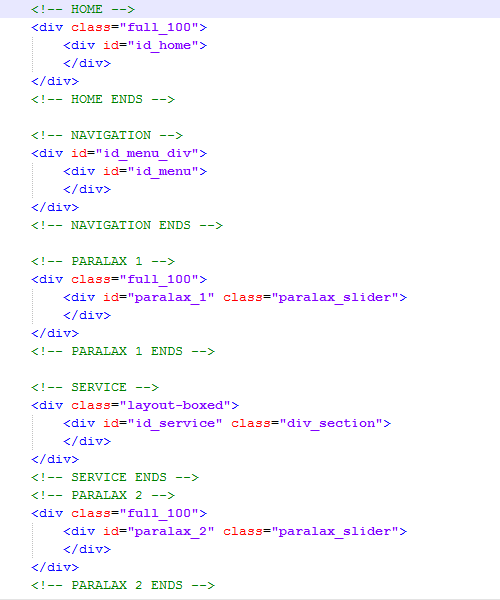 <!-- HOME -->
<div class="full_100">
    <div id="id_home">
    </div>
</div>
<!-- HOME ENDS -->

<!-- NAVIGATION -->
<div id="id_menu_div">
    <div id="id_menu">
    </div>
</div>
<!-- NAVIGATION ENDS -->

<!-- PARALAX 1 -->
<div class="full_100">
    <div id="paralax_1" class="paralax_slider">
    </div>
</div>
<!-- PARALAX 1 ENDS -->

<!-- SERVICE -->
<div class="layout-boxed">
    <div id="id_service" class="div_section">
    </div>
</div>
<!-- SERVICE ENDS -->
<!-- PARALAX 2 -->
<div class="full_100">
    <div id="paralax_2" class="paralax_slider">
    </div>
</div>
<!-- PARALAX 2 ENDS -->